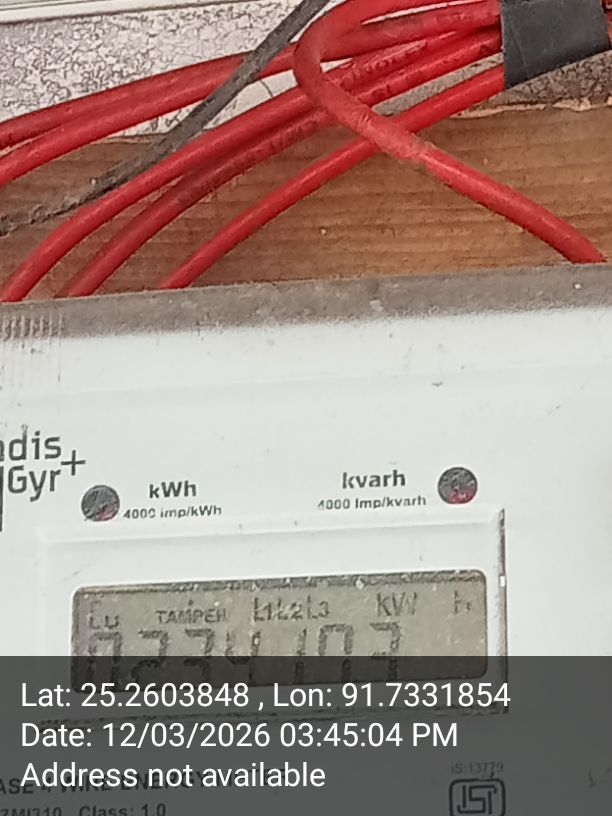 dis
Gyr+
kWh
4000 imp/kWh
kvarh
4000 Imp/kvarh
TAMPER L1L2L3 KW h
Lat: 25.2603848 , Lon: 91.7331854
Date: 12/03/2026 03:45:04 PM
Address not available
IS:13779
Class: 1.0